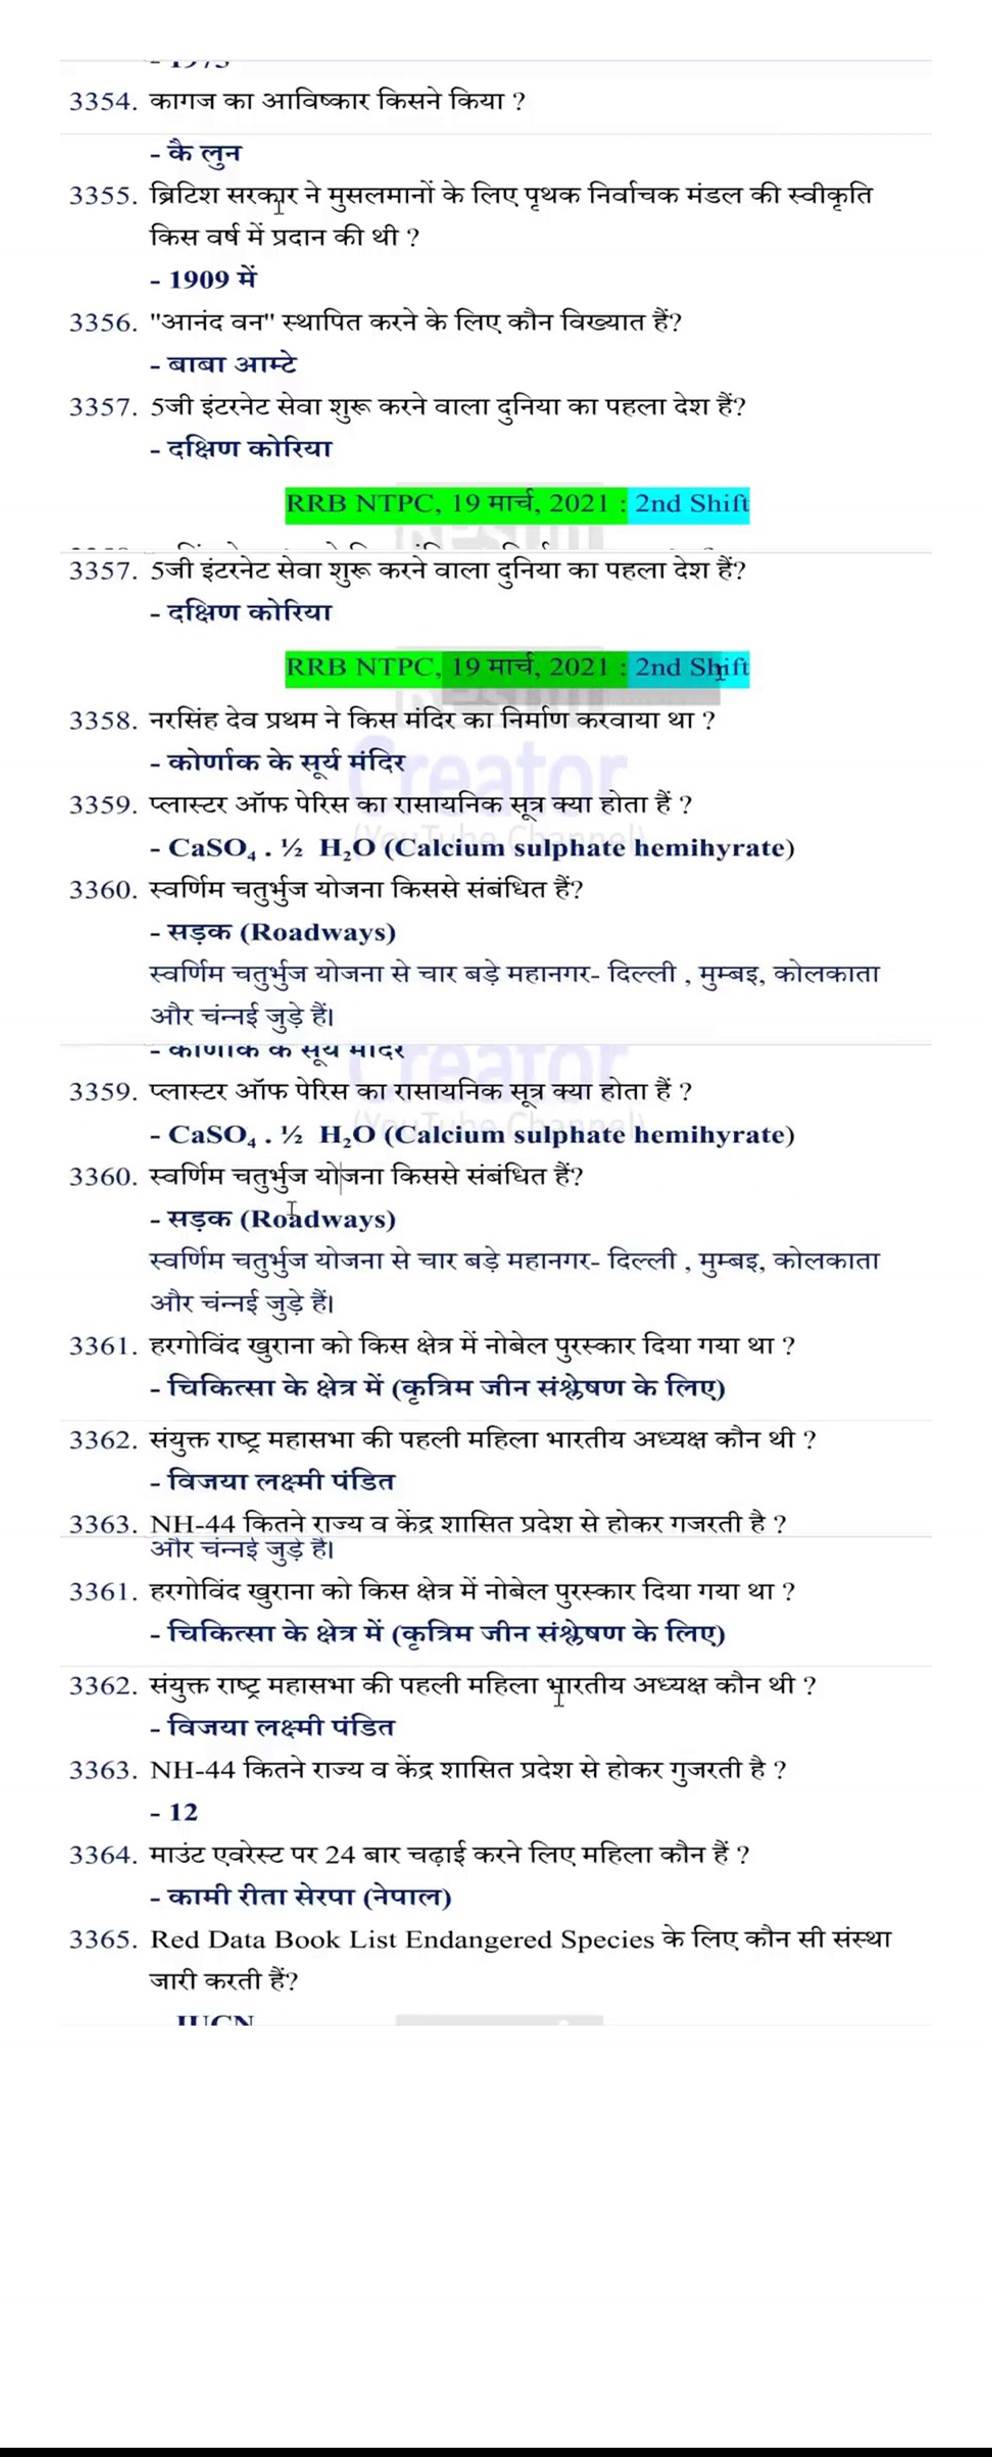 3354. कागज का आविष्कार किसने किया ?
- कै लुन
3355. ब्रिटिश सरकार ने मुसलमानों के लिए पृथक निर्वाचक मंडल की स्वीकृति
किस वर्ष में प्रदान की थी ?
- 1909 में
3356. "आनंद वन" स्थापित करने के लिए कौन विख्यात हैं?
- बाबा आम्टे
3357. 5जी इंटरनेट सेवा शुरू करने वाला दुनिया का पहला देश हैं?
- दक्षिण कोरिया
RRB NTPC, 19 मार्च, 2021 : 2nd Shift
3357. 5जी इंटरनेट सेवा शुरू करने वाला दुनिया का पहला देश हैं?
- दक्षिण कोरिया
RRB NTPC, 19 मार्च, 2021 : 2nd Shift
3358. नरसिंह देव प्रथम ने किस मंदिर का निर्माण करवाया था ?
Creator
- कोर्णाक के सूर्य मंदिर
3359. प्लास्टर ऑफ पेरिस का रासायनिक सूत्र क्या होता हैं ?
(YouTube Channel)
- CaSO₄ . ½ H₂O (Calcium sulphate hemihyrate)
3360. स्वर्णिम चतुर्भुज योजना किससे संबंधित हैं?
- सड़क (Roadways)
स्वर्णिम चतुर्भुज योजना से चार बड़े महानगर- दिल्ली , मुम्बइ, कोलकाता
और चंन्नई जुड़े हैं।
- कोर्णाक के सूर्य मंदिर
Creator
3359. प्लास्टर ऑफ पेरिस का रासायनिक सूत्र क्या होता हैं ?
(YouTube Channel)
- CaSO₄ . ½ H₂O (Calcium sulphate hemihyrate)
3360. स्वर्णिम चतुर्भुज योजना किससे संबंधित हैं?
- सड़क (Roadways)
स्वर्णिम चतुर्भुज योजना से चार बड़े महानगर- दिल्ली , मुम्बइ, कोलकाता
और चंन्नई जुड़े हैं।
3361. हरगोविंद खुराना को किस क्षेत्र में नोबेल पुरस्कार दिया गया था ?
- चिकित्सा के क्षेत्र में (कृत्रिम जीन संश्लेषण के लिए)
3362. संयुक्त राष्ट्र महासभा की पहली महिला भारतीय अध्यक्ष कौन थी ?
- विजया लक्ष्मी पंडित
3363. NH-44 कितने राज्य व केंद्र शासित प्रदेश से होकर गुजरती है ?
और चंन्नई जुड़े हैं।
3361. हरगोविंद खुराना को किस क्षेत्र में नोबेल पुरस्कार दिया गया था ?
- चिकित्सा के क्षेत्र में (कृत्रिम जीन संश्लेषण के लिए)
3362. संयुक्त राष्ट्र महासभा की पहली महिला भारतीय अध्यक्ष कौन थी ?
- विजया लक्ष्मी पंडित
3363. NH-44 कितने राज्य व केंद्र शासित प्रदेश से होकर गुजरती है ?
- 12
3364. माउंट एवरेस्ट पर 24 बार चढ़ाई करने लिए महिला कौन हैं ?
- कामी रीता सेरपा (नेपाल)
3365. Red Data Book List Endangered Species के लिए कौन सी संस्था
जारी करती हैं?
IUCN